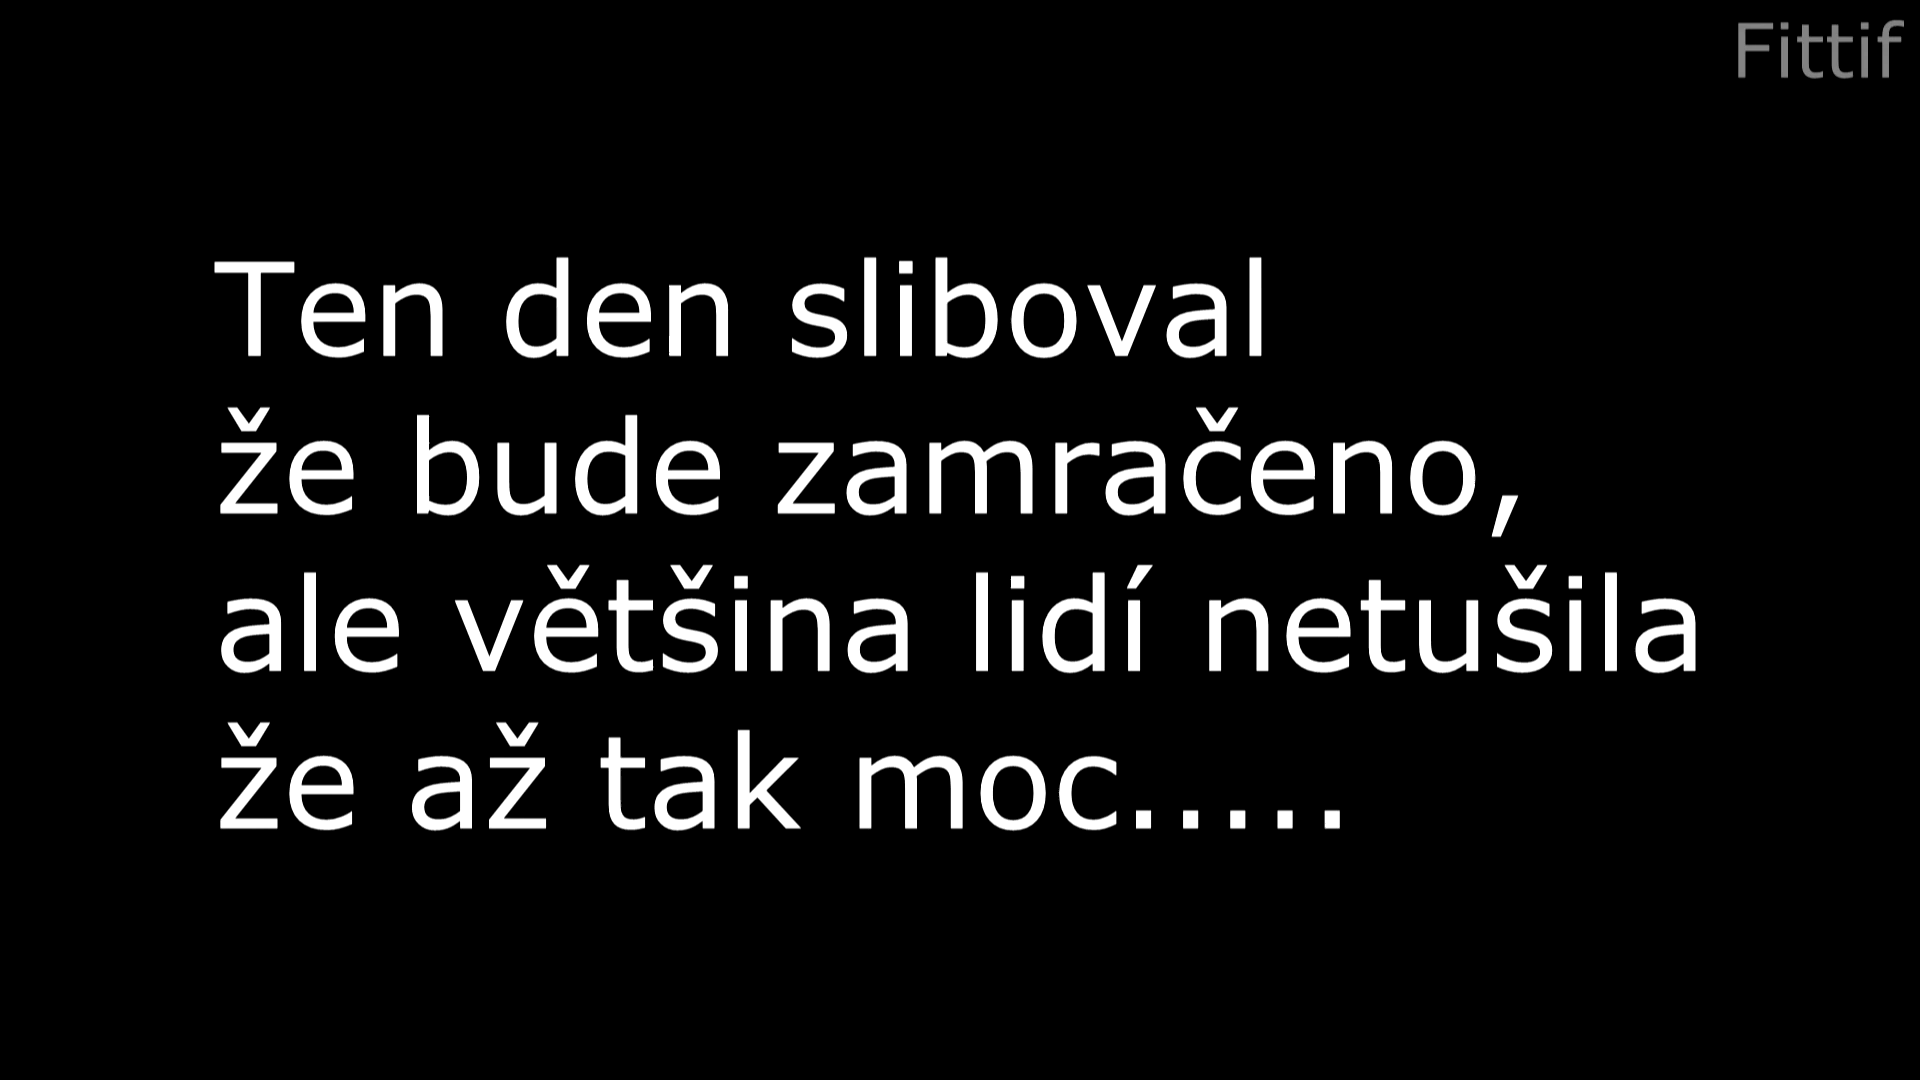 Fittif
Ten den sliboval
že bude zamračeno,
ale většina lidí netušila
že až tak moc.....